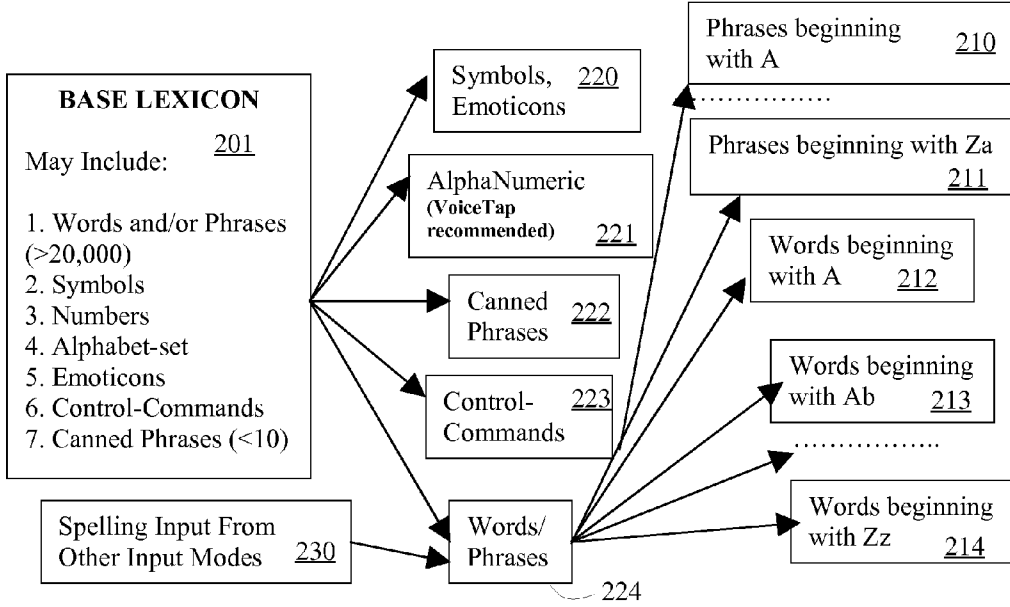 BASE LEXICON
201
May Include:
1. Words and/or Phrases
(>20,000)
2. Symbols
3. Numbers
4. Alphabet-set
5. Emoticons
6. Control-Commands
7. Canned Phrases (<10)
Spelling Input From
Other Input Modes 230
Symbols, 220
Emoticons
AlphaNumeric
(VoiceTap
recommended) 221
Canned 222
Phrases
Control- 223
Commands
Words/
Phrases
224
Phrases beginning 210
with A
................
Phrases beginning with Za
211
Words beginning
with A 212
Words beginning
with Ab 213
................
Words beginning
with Zz 214